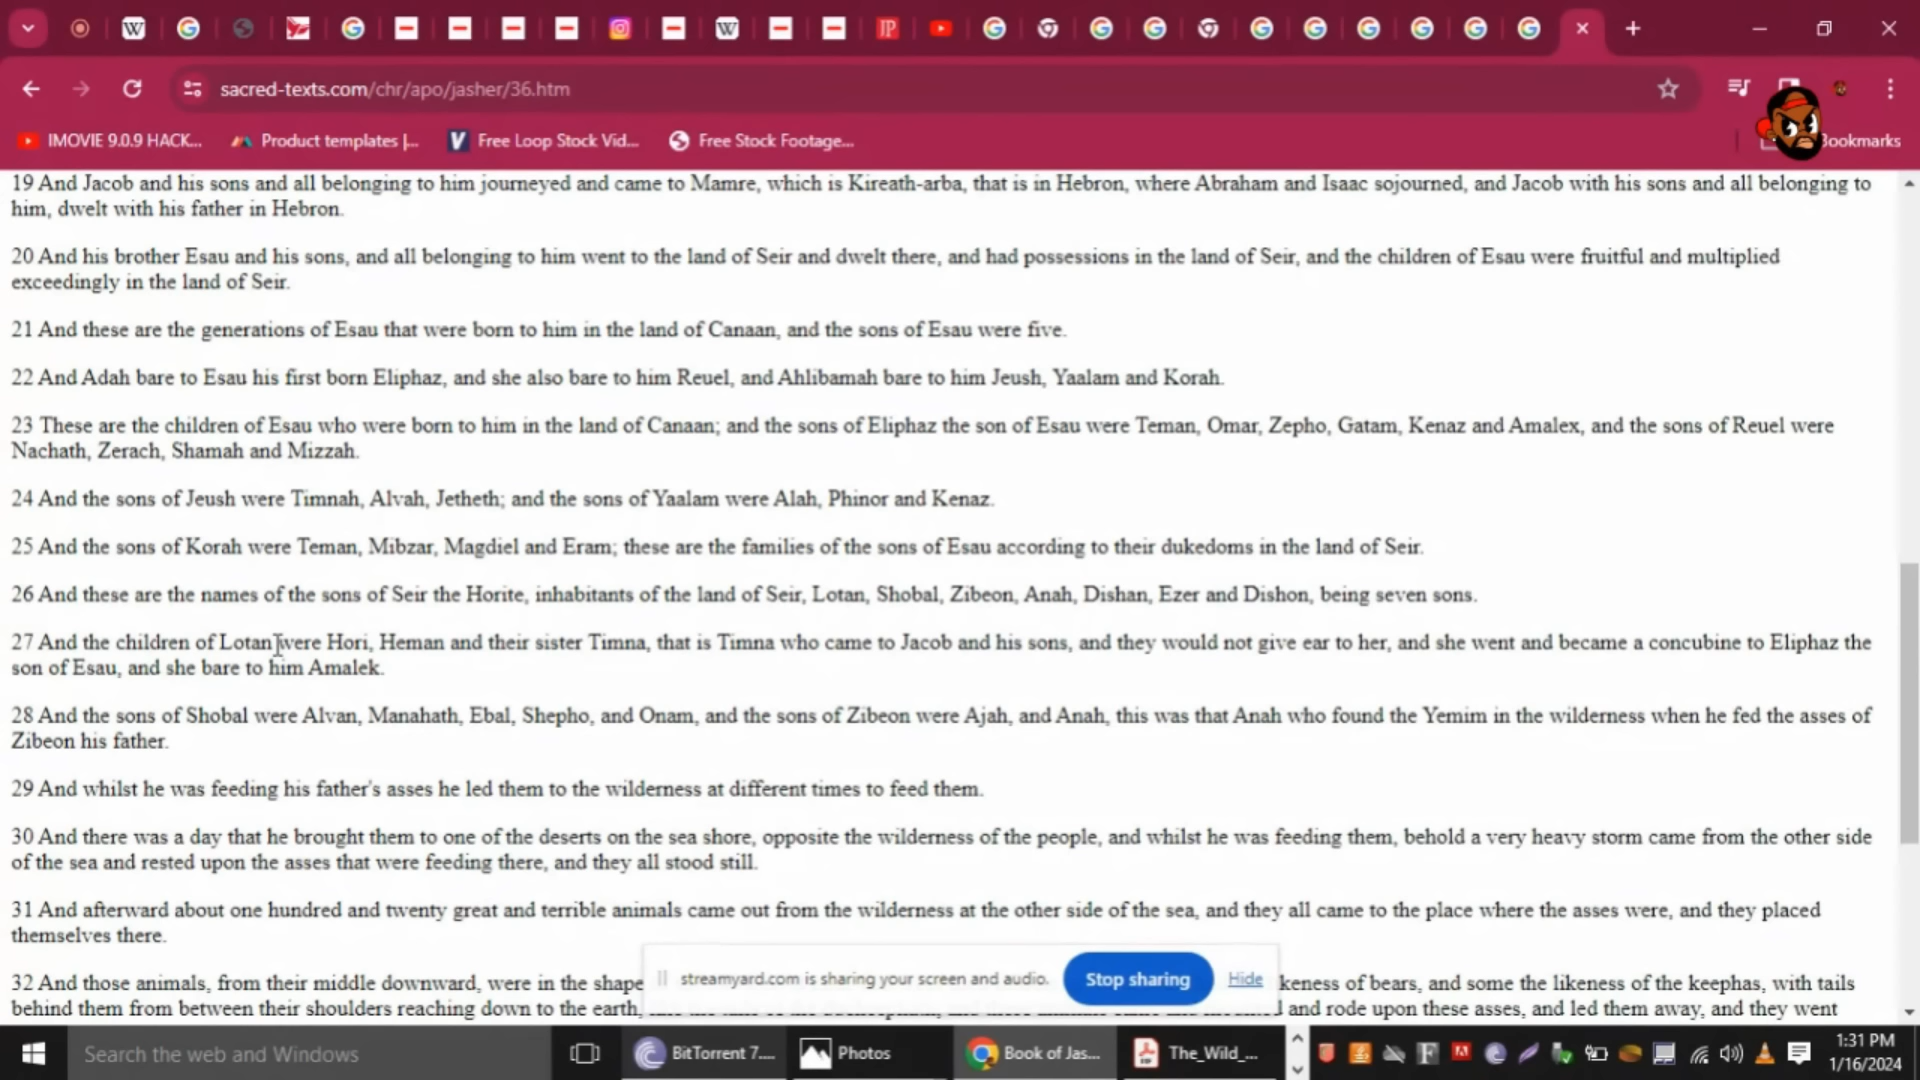 sacred-texts.com/chr/apo/jasher/36.htm
IMOVIE 9.0.9 HACK... Product templates |... Free Loop Stock Vid... Free Stock Footage... Bookmarks
19 And Jacob and his sons and all belonging to him journeyed and came to Mamre, which is Kireath-arba, that is in Hebron, where Abraham and Isaac sojourned, and Jacob with his sons and all belonging to
him, dwelt with his father in Hebron.
20 And his brother Esau and his sons, and all belonging to him went to the land of Seir and dwelt there, and had possessions in the land of Seir, and the children of Esau were fruitful and multiplied
exceedingly in the land of Seir.
21 And these are the generations of Esau that were born to him in the land of Canaan, and the sons of Esau were five.
22 And Adah bare to Esau his first born Eliphaz, and she also bare to him Reuel, and Ahlibamah bare to him Jeush, Yaalam and Korah.
23 These are the children of Esau who were born to him in the land of Canaan; and the sons of Eliphaz the son of Esau were Teman, Omar, Zepho, Gatam, Kenaz and Amalex, and the sons of Reuel were
Nachath, Zerach, Shamah and Mizzah.
24 And the sons of Jeush were Timnah, Alvah, Jetheth; and the sons of Yaalam were Alah, Phinor and Kenaz.
25 And the sons of Korah were Teman, Mibzar, Magdiel and Eram; these are the families of the sons of Esau according to their dukedoms in the land of Seir.
26 And these are the names of the sons of Seir the Horite, inhabitants of the land of Seir, Lotan, Shobal, Zibeon, Anah, Dishan, Ezer and Dishon, being seven sons.
27 And the children of Lotan were Hori, Heman and their sister Timna, that is Timna who came to Jacob and his sons, and they would not give ear to her, and she went and became a concubine to Eliphaz the
son of Esau, and she bare to him Amalek.
28 And the sons of Shobal were Alvan, Manahath, Ebal, Shepho, and Onam, and the sons of Zibeon were Ajah, and Anah, this was that Anah who found the Yemim in the wilderness when he fed the asses of
Zibeon his father.
29 And whilst he was feeding his father's asses he led them to the wilderness at different times to feed them.
30 And there was a day that he brought them to one of the deserts on the sea shore, opposite the wilderness of the people, and whilst he was feeding them, behold a very heavy storm came from the other side
of the sea and rested upon the asses that were feeding there, and they all stood still.
31 And afterward about one hundred and twenty great and terrible animals came out from the wilderness at the other side of the sea, and they all came to the place where the asses were, and they placed
themselves there.
32 And those animals, from their middle downward, were in the shape keness of bears, and some the likeness of the keephas, with tails
behind them from between their shoulders reaching down to the earth, and rode upon these asses, and led them away, and they went
streamyard.com is sharing your screen and audio. Stop sharing Hide
Search the web and Windows BitTorrent 7.... Photos Book of Jas... The_Wild_... 1:31 PM
1/16/2024